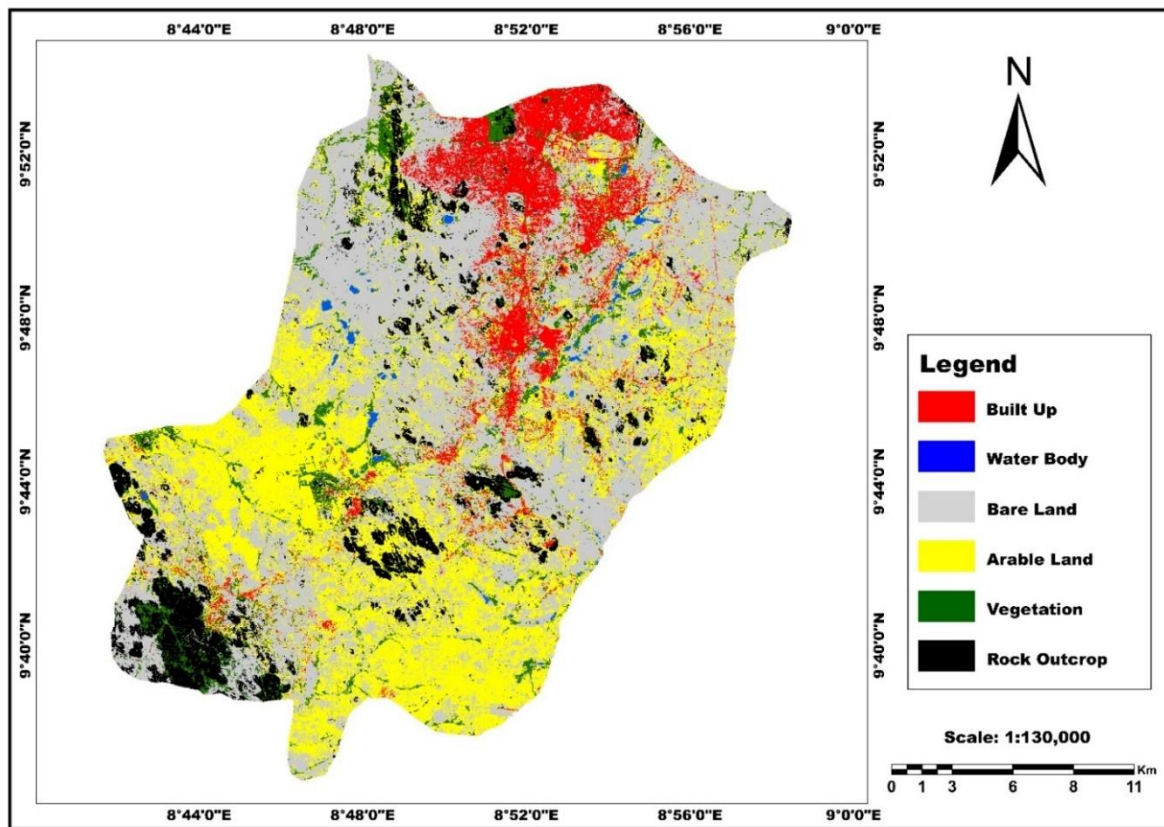 8°44'0"E 8°48'0"E 8°52'0"E 8°56'0"E 9°0'0"E
N
9°52'0"N 9°52'0"N
9°48'0"N 9°48'0"N
Legend
Built Up
Water Body
Bare Land
Arable Land
Vegetation
Rock Outcrop
9°44'0"N 9°44'0"N
9°40'0"N 9°40'0"N
Scale: 1:130,000
Km
0 1 3 6 8 11
8°44'0"E 8°48'0"E 8°52'0"E 8°56'0"E 9°0'0"E